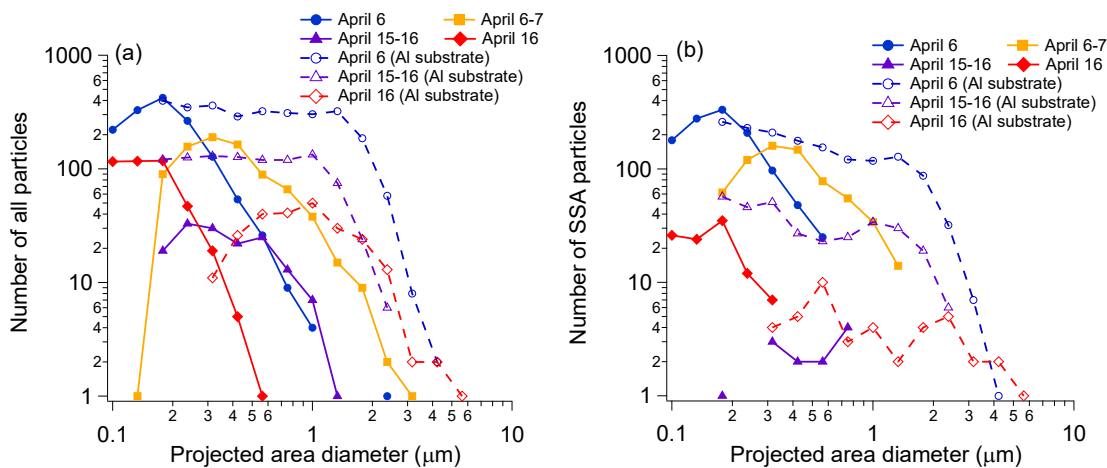 (a)
April 6
April 6-7
April 15-16
April 16
April 6 (Al substrate)
April 15-16 (Al substrate)
April 16 (Al substrate)
Number of all particles
1000
6
4
2
100
6
4
2
10
6
4
2
1
0.1
2
3
4
5
6
1
2
3
4
5
6
10
Projected area diameter (μm)
(b)
April 6
April 6-7
April 15-16
April 16
April 6 (Al substrate)
April 15-16 (Al substrate)
April 16 (Al substrate)
Number of SSA particles
1000
6
4
2
100
6
4
2
10
6
4
2
1
0.1
2
3
4
5
6
1
2
3
4
5
6
10
Projected area diameter (μm)